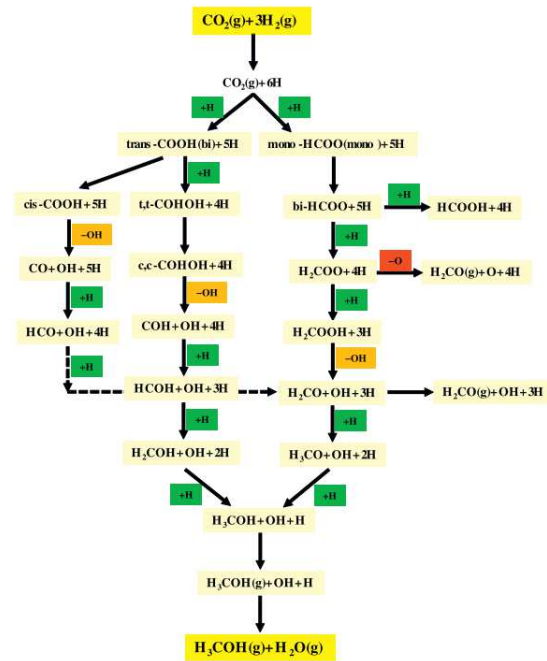 CO₂(g)+3H₂(g)
CO₂(g)+6H
+H +H
trans-COOH(bi)+5H mono-HCOO(mono)+5H
+H
cis-COOH+5H t,t-COHOH+4H bi-HCOO+5H +H HCOOH+4H
–OH +H
CO+OH+5H c,c-COHOH+4H H₂COO+4H –O H₂CO(g)+O+4H
+H –OH +H
HCO+OH+4H COH+OH+4H H₂COOH+3H
+H +H –OH
HCOH+OH+3H H₂CO+OH+3H H₂CO(g)+OH+3H
+H +H
H₂COH+OH+2H H₃CO+OH+2H
+H +H
H₃COH+OH+H
H₃COH(g)+OH+H
H₃COH(g)+H₂O(g)